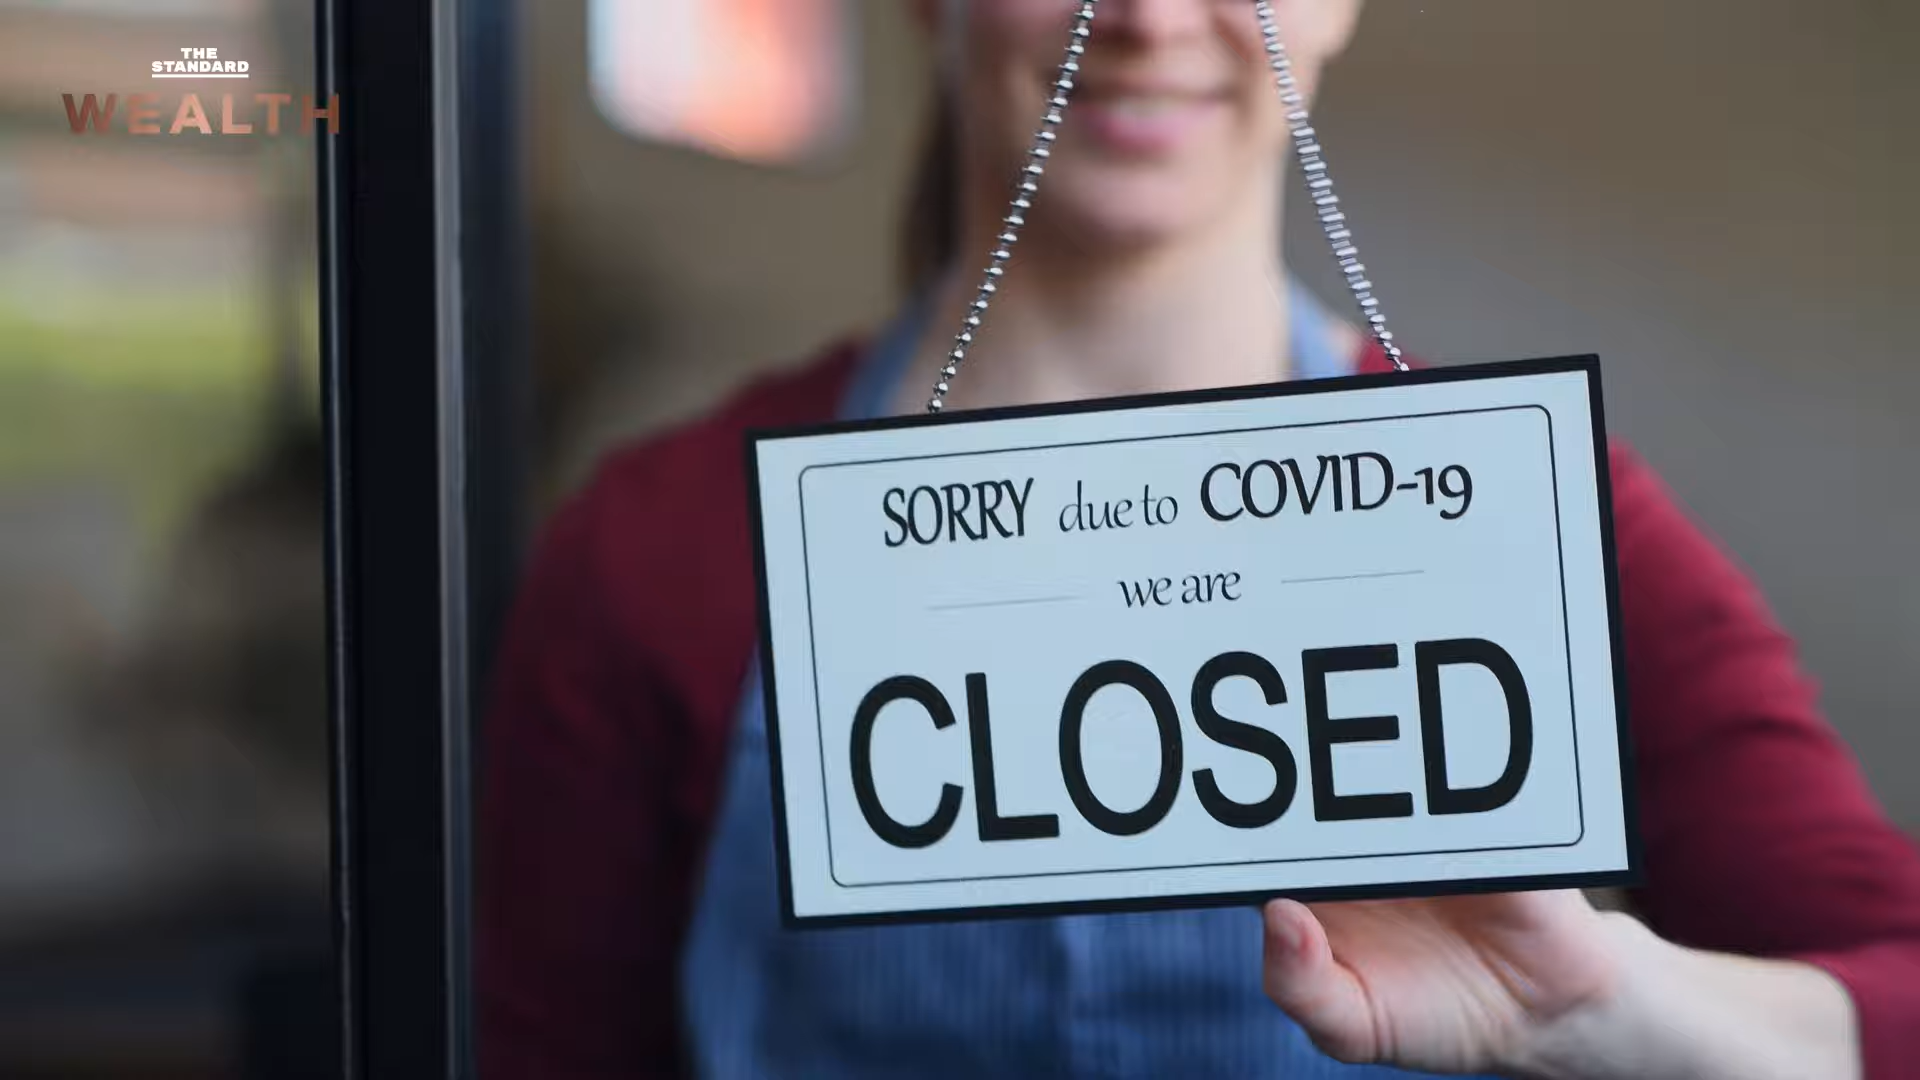 THE
STANDARD
WEALTH
SORRY due to COVID-19
we are
CLOSED